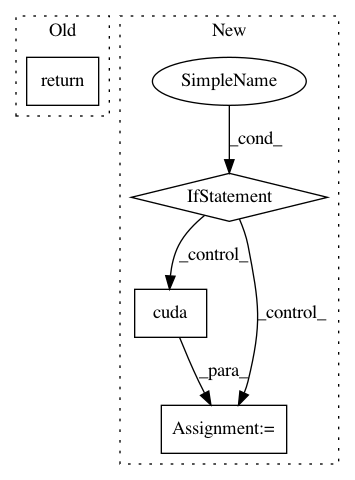 Old
New
return
SimpleName
_cond_
IfStatement
_control_
_control_
cuda
_para_
Assignment:=